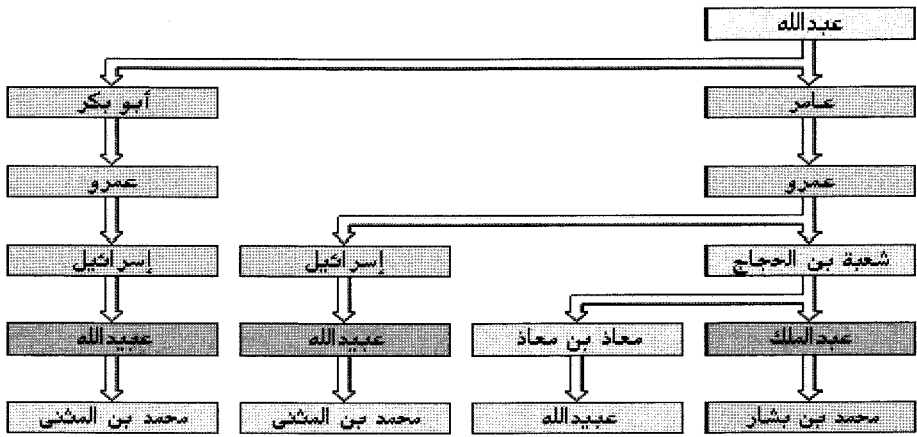 عبدالله
عامر
أبو بكر
عمرو
عمرو
شعبة بن الحجاج
إسرائيل
إسرائيل
عبدالملك
معاذ بن معاذ
عبيدالله
عبيدالله
محمد بن بشار
عبيدالله
محمد بن المثنى
محمد بن المثنى